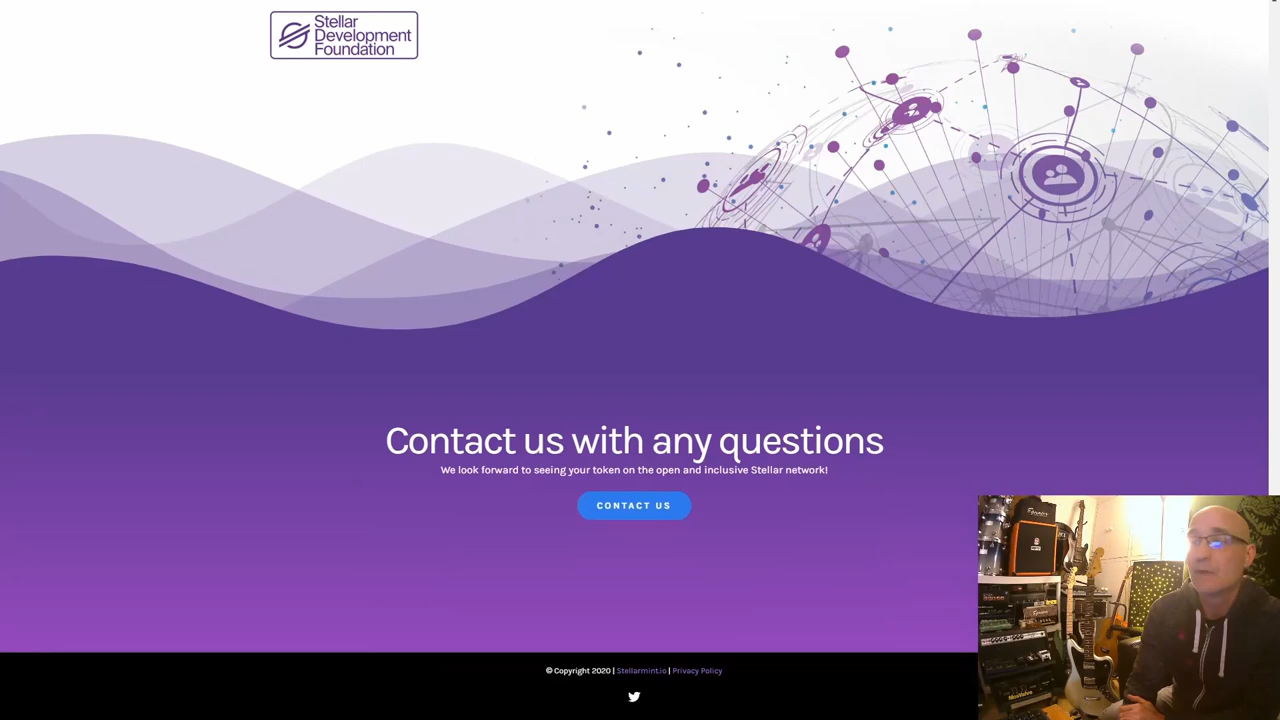 Stellar
Development
Foundation
Contact us with any questions
We look forward to seeing your token on the open and inclusive Stellar network!
CONTACT US
© Copyright 2020 | Stellarmint.io | Privacy Policy